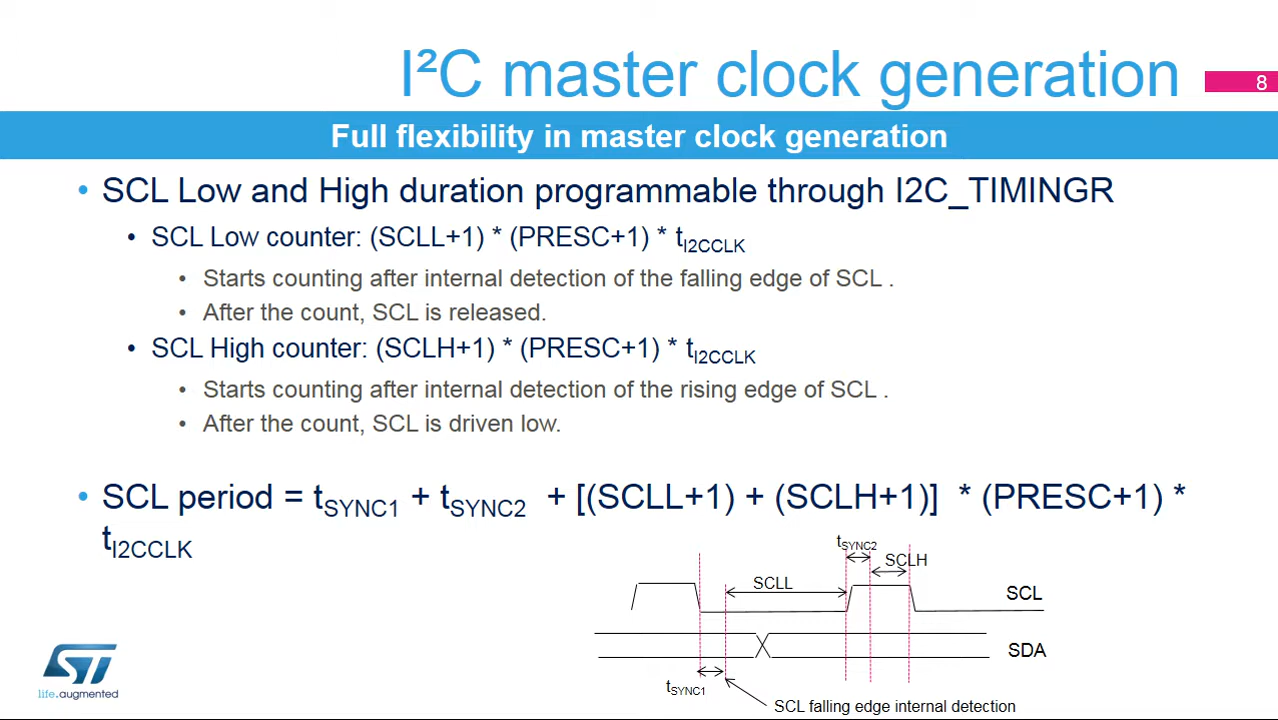 I²C master clock generation
8
Full flexibility in master clock generation
• SCL Low and High duration programmable through I2C_TIMINGR
• SCL Low counter: (SCLL+1) * (PRESC+1) * tI2CCLK
• Starts counting after internal detection of the falling edge of SCL .
• After the count, SCL is released.
• SCL High counter: (SCLH+1) * (PRESC+1) * tI2CCLK
• Starts counting after internal detection of the rising edge of SCL .
• After the count, SCL is driven low.
• SCL period = tSYNC1 + tSYNC2 + [(SCLL+1) + (SCLH+1)] * (PRESC+1) *
tI2CCLK
tSYNC2
SCLH
SCLL
SCL
SDA
tSYNC1
SCL falling edge internal detection
ST
life.augmented